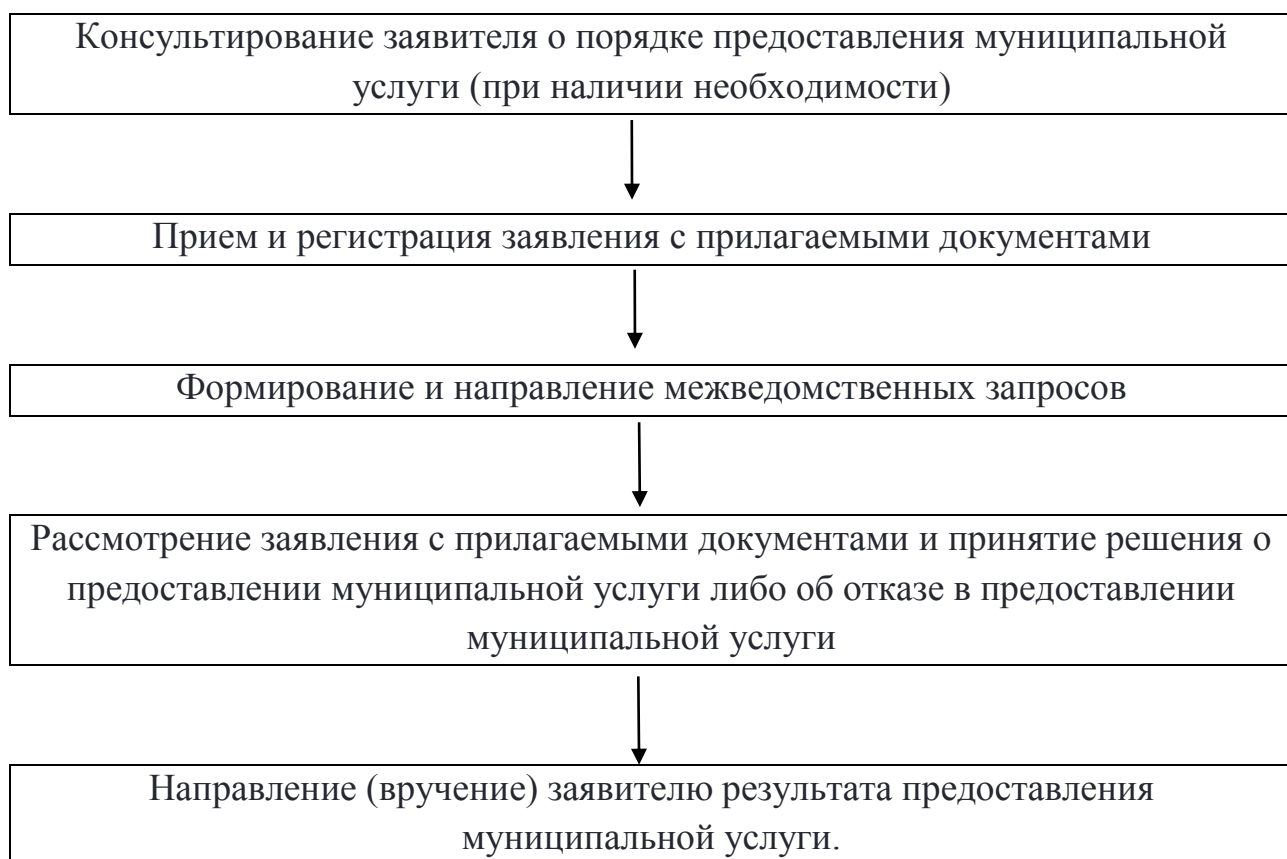 Консультирование заявителя о порядке предоставления муниципальной
услуги (при наличии необходимости)
Прием и регистрация заявления с прилагаемыми документами
Формирование и направление межведомственных запросов
Рассмотрение заявления с прилагаемыми документами и принятие решения о
предоставлении муниципальной услуги либо об отказе в предоставлении
муниципальной услуги
Направление (вручение) заявителю результата предоставления
муниципальной услуги.